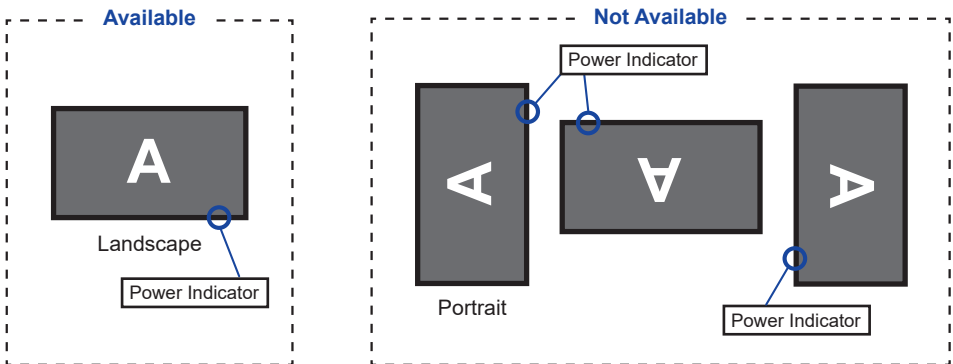 Available
A
Landscape
Power Indicator
Not Available
Power Indicator
A
A
A
Portrait
Power Indicator